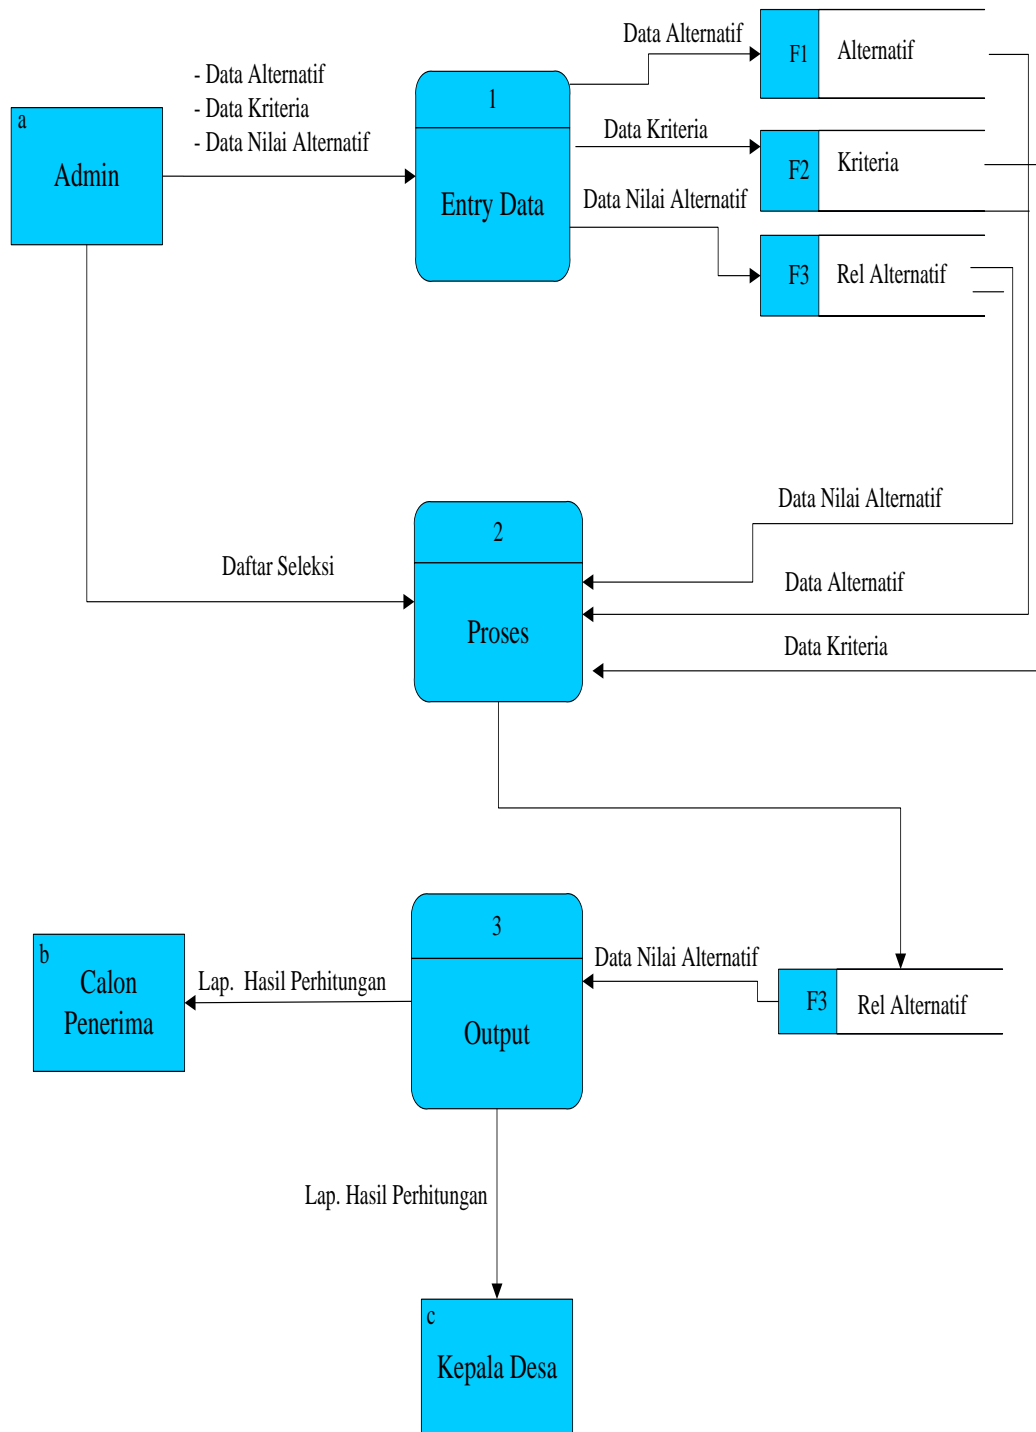 Data Alternatif
F1
Alternatif
- Data Alternatif
- Data Kriteria
- Data Nilai Alternatif
a
Admin
1
Entry Data
Data Kriteria
F2
Kriteria
Data Nilai Alternatif
F3
Rel Alternatif
Data Nilai Alternatif
2
Proses
Daftar Seleksi
Data Alternatif
Data Kriteria
3
Output
b
Calon
Penerima
Lap. Hasil Perhitungan
Data Nilai Alternatif
F3
Rel Alternatif
Lap. Hasil Perhitungan
c
Kepala Desa